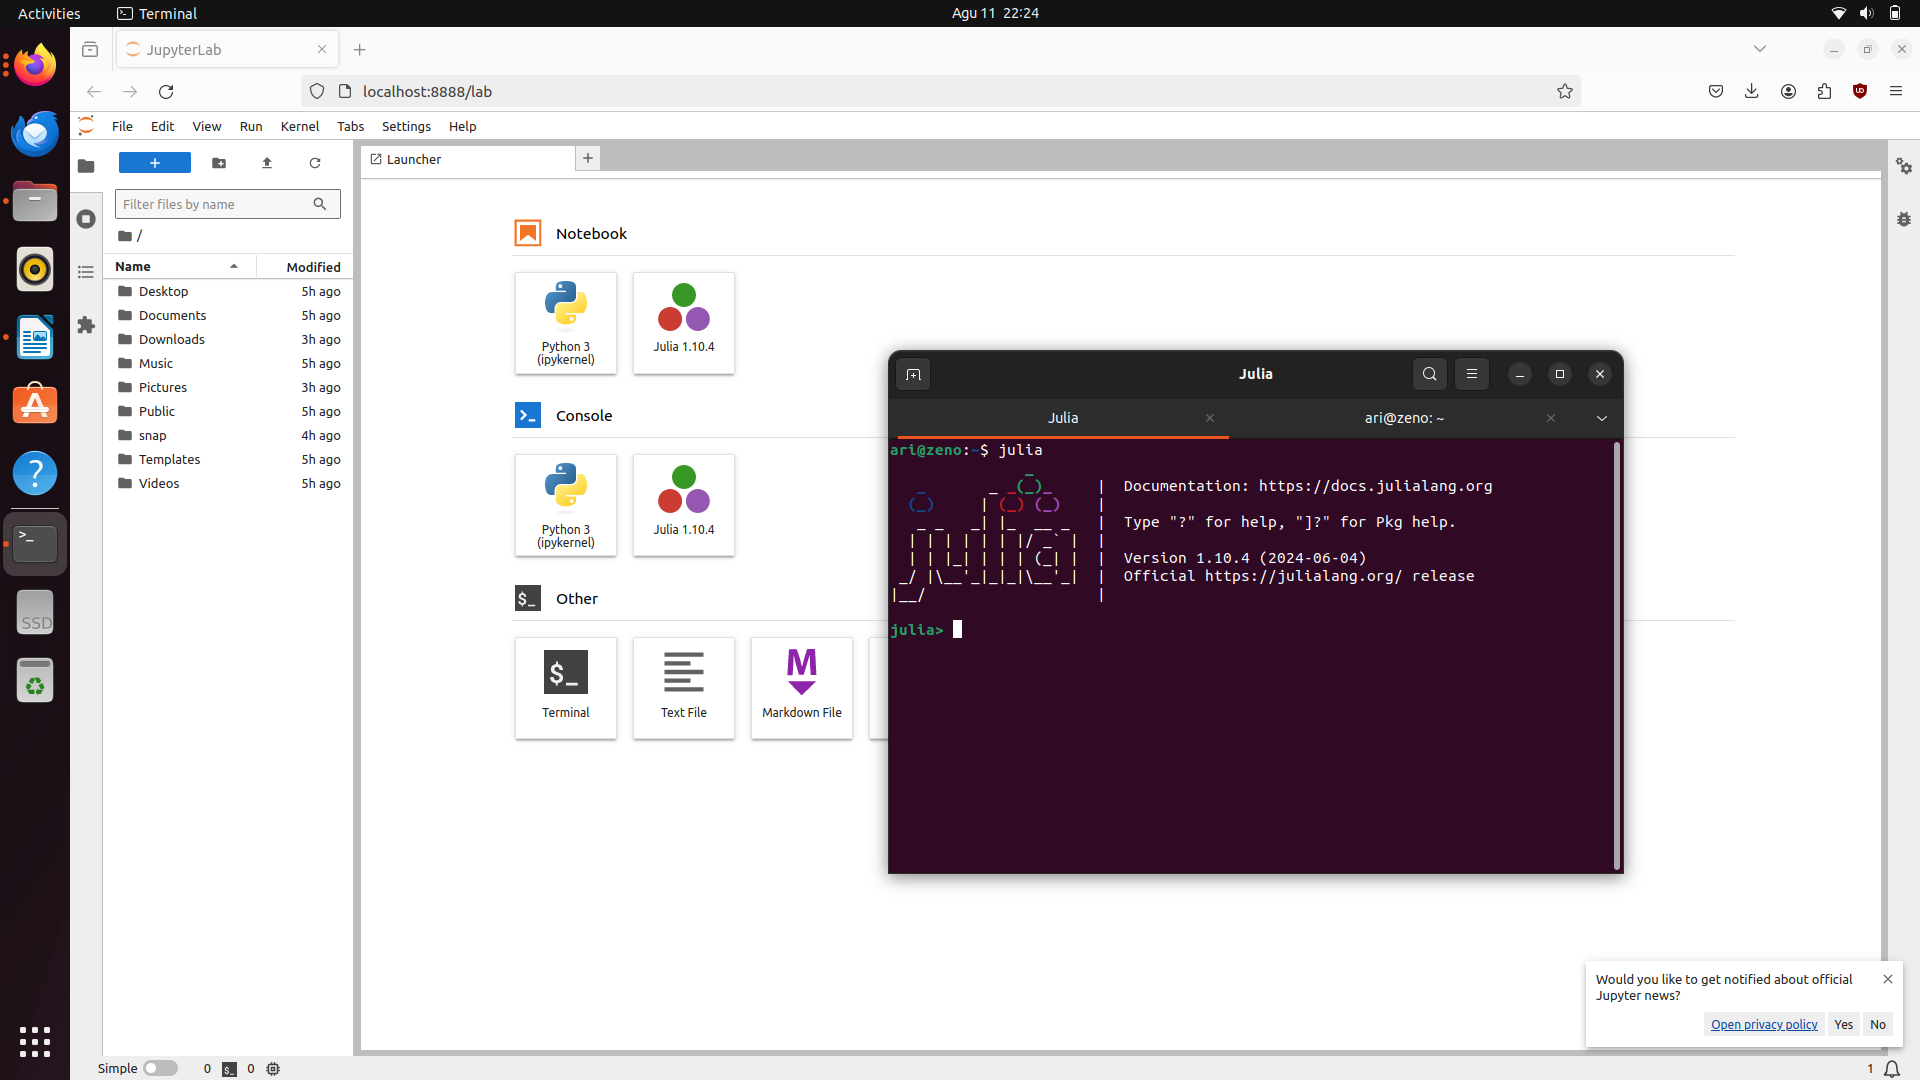 Activities
Terminal
Agu 11 22:24
JupyterLab
localhost:8888/lab
File Edit View Run Kernel Tabs Settings Help
Launcher
Filter files by name
/
Name Modified
Desktop 5h ago
Documents 5h ago
Downloads 3h ago
Music 5h ago
Pictures 3h ago
Public 5h ago
snap 4h ago
Templates 5h ago
Videos 5h ago
Notebook
Python 3
(ipykernel)
Julia 1.10.4
Console
Python 3
(ipykernel)
Julia 1.10.4
$_ Other
$_
Terminal
Text File
M
Markdown File
Julia
Julia
ari@zeno: ~
ari@zeno:~$ julia
Documentation: https://docs.julialang.org
Type "?" for help, "]?" for Pkg help.
Version 1.10.4 (2024-06-04)
Official https://julialang.org/ release
julia>
SSD
Would you like to get notified about official
Jupyter news?
Open privacy policy Yes No
Simple 0 $_ 0
1